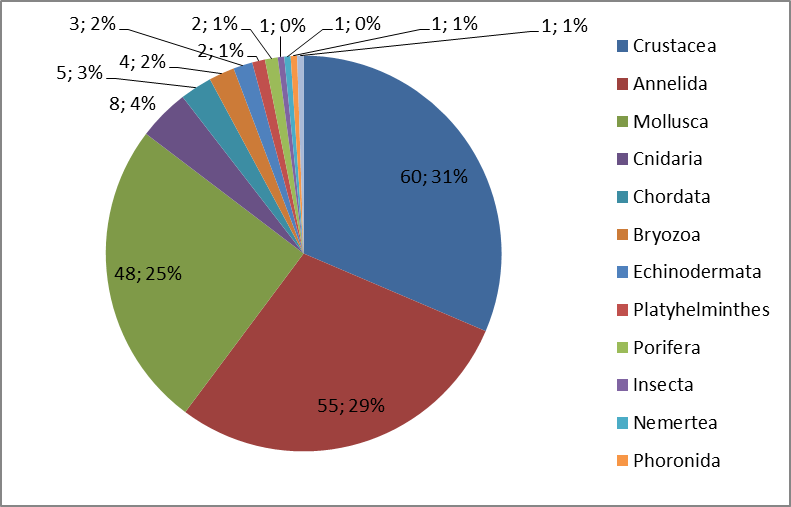 3; 2%
2; 1%
1; 0%
1; 0%
1; 1%
1; 1%
2; 1%
4; 2%
5; 3%
8; 4%
60; 31%
48; 25%
55; 29%
Crustacea
Annelida
Mollusca
Cnidaria
Chordata
Bryozoa
Echinodermata
Platyhelminthes
Porifera
Insecta
Nemertea
Phoronida